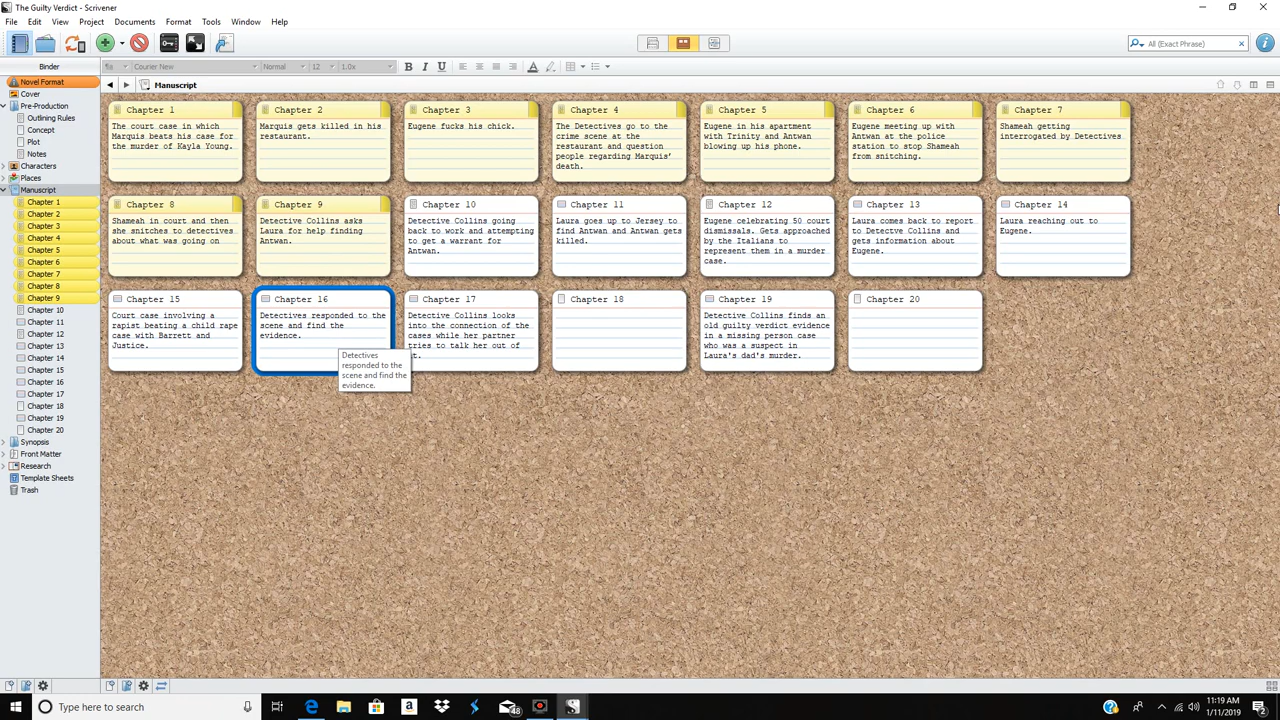 The Guilty Verdict - Scrivener
File Edit View Project Documents Format Tools Window Help
All (Exact Phrase)
Binder
Courier New Normal 12 1.0x B I U A
Novel Format
Cover
Pre-Production
Outlining Rules
Concept
Plot
Notes
Characters
Places
Manuscript
Chapter 1
Chapter 2
Chapter 3
Chapter 4
Chapter 5
Chapter 6
Chapter 7
Chapter 8
Chapter 9
Chapter 10
Chapter 11
Chapter 12
Chapter 13
Chapter 14
Chapter 15
Chapter 16
Chapter 17
Chapter 18
Chapter 19
Chapter 20
Synopsis
Front Matter
Research
Template Sheets
Trash
Manuscript
Chapter 1
The court case in which
Marquis beats his case for
the murder of Kayla Young.
Chapter 2
Marquis gets killed in his
restaurant.
Chapter 3
Eugene fucks his chick.
Chapter 4
The Detectives go to the
crime scene at the
restaurant and question
people regarding Marquis'
death.
Chapter 5
Eugene in his apartment
with Trinity and Antwan
blowing up his phone.
Chapter 6
Eugene meeting up with
Antwan at the police
station to stop Shameah
from snitching.
Chapter 7
Shameah getting
interrogated by Detectives
Chapter 8
Shameah in court and then
she snitches to detectives
about what was going on
Chapter 9
Detective Collins asks
Laura for help finding
Antwan.
Chapter 10
Detective Collins going
back to work and attempting
to get a warrant for
Antwan.
Chapter 11
Laura goes up to Jersey to
find Antwan and Antwan gets
killed.
Chapter 12
Eugene celebrating 50 court
dismissals. Gets approached
by the Italians to
represent them in a murder
case.
Chapter 13
Laura comes back to report
to Detectve Collins and
gets information about
Eugene.
Chapter 14
Laura reaching out to
Eugene.
Chapter 15
Court case involving a
rapist beating a child rape
case with Barrett and
Justice.
Chapter 16
Detectives responded to the
scene and find the
evidence.
Detectives
responded to the
scene and find the
evidence.
Chapter 17
Detective Collins looks
into the connection of the
cases while her partner
tries to talk her out of
it.
Chapter 18
Chapter 19
Detective Collins finds an
old guilty verdict evidence
in a missing person case
who was a suspect in
Laura's dad's murder.
Chapter 20
Type here to search
48
11:19 AM
1/11/2019
2